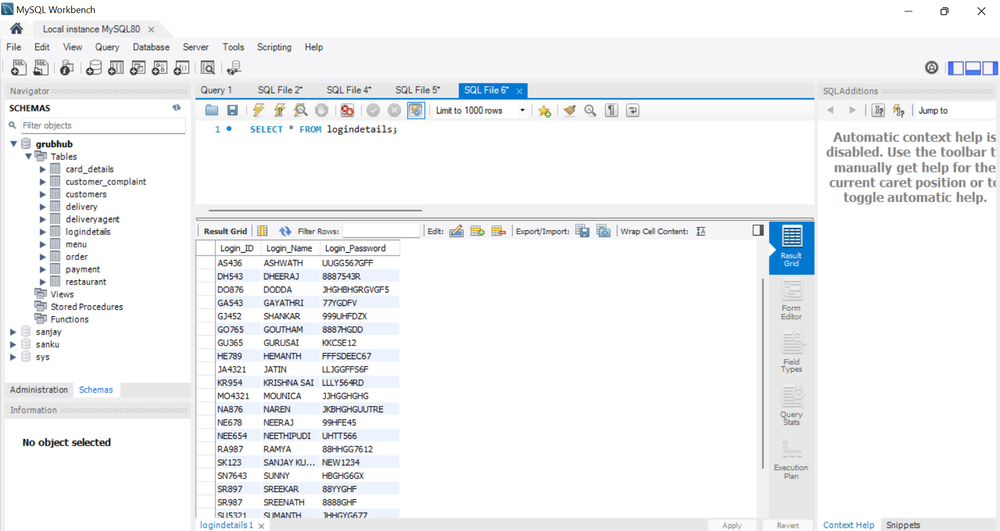 MySQL Workbench
Local instance MySQL80
File Edit View Query Database Server Tools Scripting Help
Navigator
SCHEMAS
Filter objects
grubhub
Tables
card_details
customer_complaint
customers
delivery
deliveryagent
logindetails
menu
order
payment
restaurant
Views
Stored Procedures
Functions
sanjay
sanku
sys
Administration Schemas
Information
No object selected
Query 1 SQL File 2* SQL File 4* SQL File 5* SQL File 6*
Limit to 1000 rows
1 SELECT * FROM logindetails;
Result Grid Filter Rows: Edit: Export/Import: Wrap Cell Content:
Login_ID Login_Name Login_Password
AS436 ASHWATH UUGG567GFF
DH543 DHEERAJ 8887543R
DO876 DODDA JHGHBHGRGVGF5
GA543 GAYATHRI 77YGDFV
GJ452 SHANKAR 999UHFDZX
GO765 GOUTHAM 8887HGDD
GU365 GURUSAI KKCSE12
HE789 HEMANTH FFFSDEEC67
JA4321 JATIN LLJGGFFS6F
KR954 KRISHNA SAI LLLY564RD
MO4321 MOUNICA JJHGGHGHG
NA876 NAREN JKBHGHGUUTRE
NE678 NEERAJ 99HFE45
NEE654 NEETHIPUDI UHTT566
RA987 RAMYA 88HHGG7612
SK123 SANJAY KU... NEW1234
SN7643 SUNNY HBGHG6GX
SR897 SREEKAR 88YYGHF
SR987 SREENATH 8888GHF
SU5321 SUMANTH JHHGYG677
logindetails 1
Apply Revert
Result
Grid
Form
Editor
Field
Types
Query
Stats
Execution
Plan
SQLAdditions
Jump to
Automatic context help is
disabled. Use the toolbar t
manually get help for the
current caret position or to
toggle automatic help.
Context Help Snippets